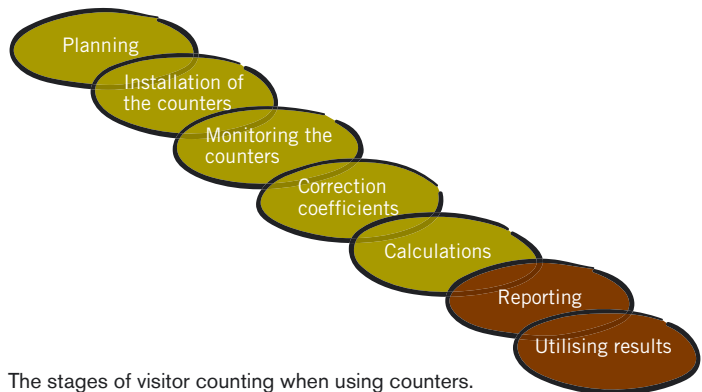 Planning
Installation of
the counters
Monitoring the
counters
Correction
coefficients
Calculations
Reporting
Utilising results
The stages of visitor counting when using counters.